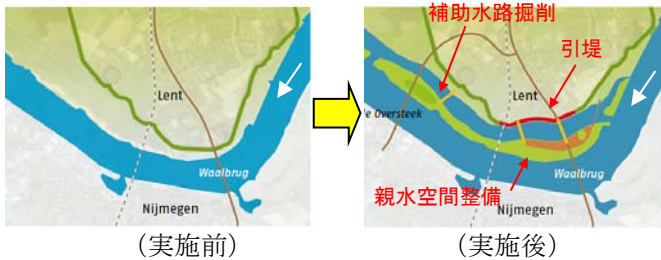 Lent
Waalbrug
Nijmegen
(実施前)
補助水路掘削
引堤
Lent
de Oversteek
Waalbrug
親水空間整備
Nijmegen
(実施後)